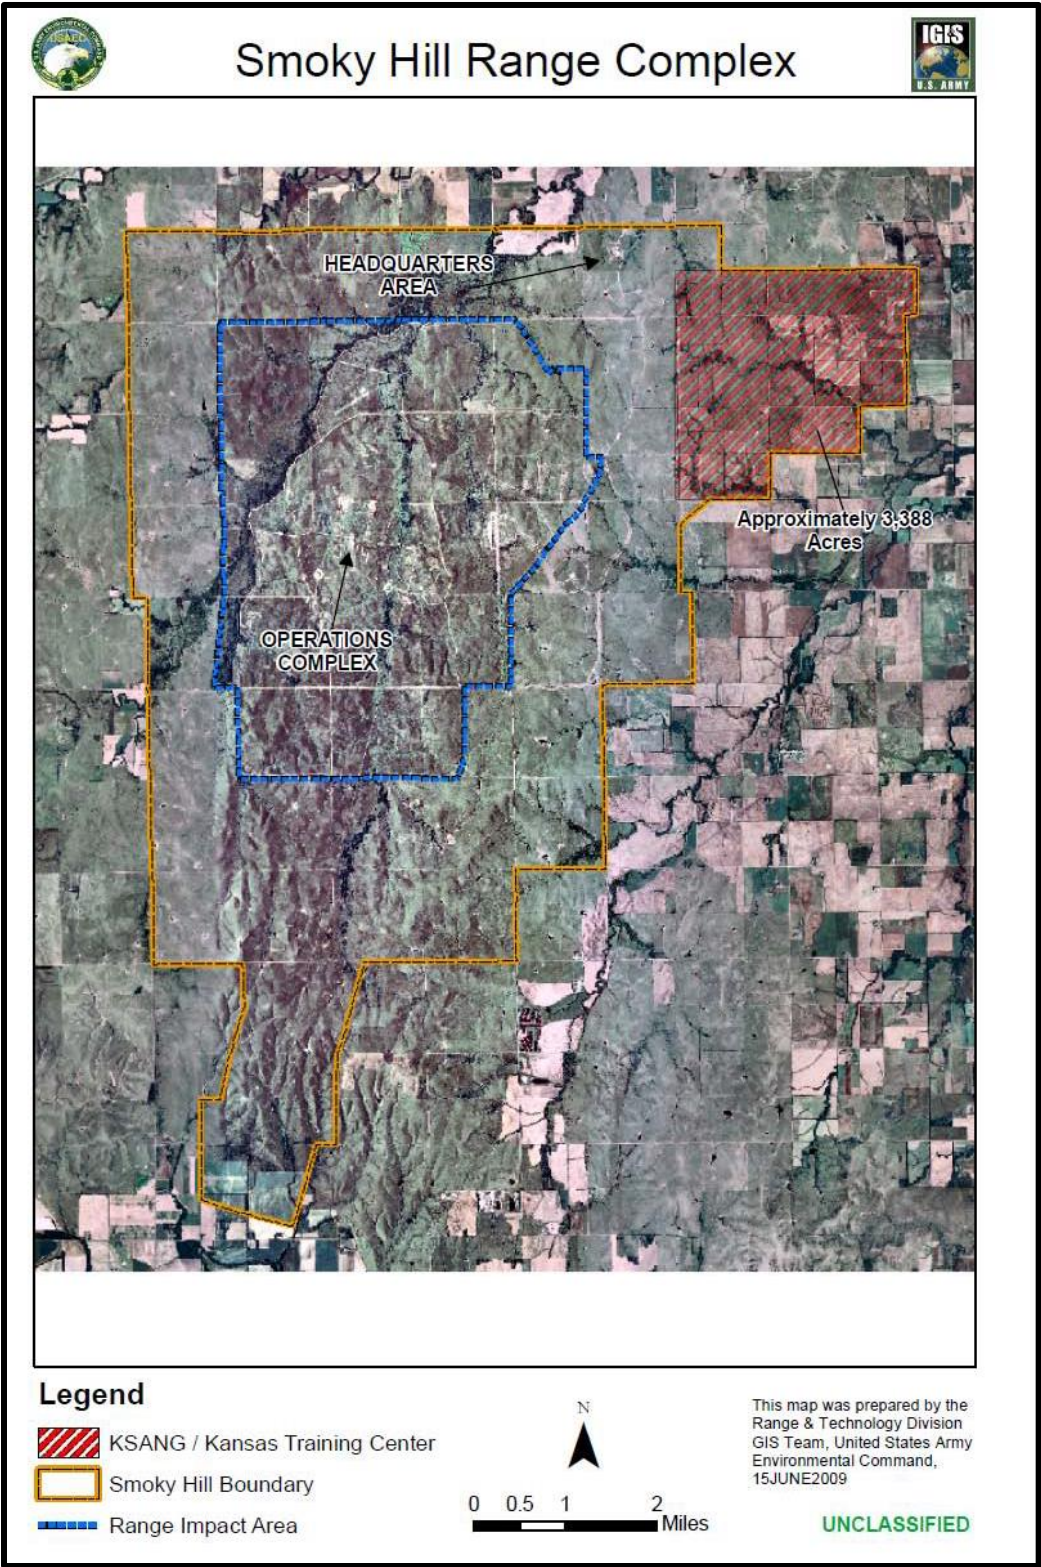 Smoky Hill Range Complex
USAEC
IGIS
U.S. ARMY
HEADQUARTERS
AREA
Approximately 3,388
Acres
OPERATIONS
COMPLEX
Legend
KSANG / Kansas Training Center
Smoky Hill Boundary
Range Impact Area
N
0 0.5 1 2
Miles
This map was prepared by the
Range & Technology Division
GIS Team, United States Army
Environmental Command,
15JUNE2009
UNCLASSIFIED